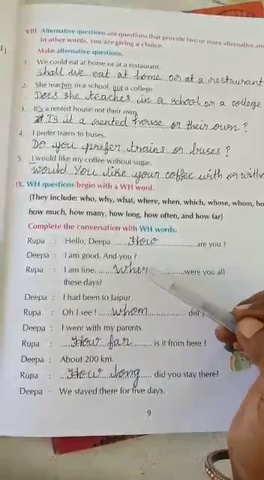 VIII Alternative questions are questions that provide two or more alternative
In other words, you are giving a choice.
Make alternative questions.
1. We could eat at home or at a restaurant.
Shall we eat at home or at a restaurant
2. She teaches in a school, not a college
Does she teaches in a school or a college
3. It's a rented house not their own.
Is it a rented house or their own?
4. I prefer trains to buses.
Do you prefer trains or buses?
5. I would like my coffee without sugar.
Would You like your coffee with or
IX. WH questions begin with a WH word.
(They include: who, why, what, where, when, which, whose, whom,
how much, how many, how long, how often, and how far)
Complete the conversation with WH words.
Rupa : Hello, Deepa ....How.... are you ?
Deepa : I am good. And you ?
Rupa : I am fine. ....Wher.... were you all
these days?
Deepa : I had been to Jaipur
Rupa : Oh I see ! ....whom....
Deepa : I were with my parents.
Rupa : ....How far.... is it from here ?
Deepa : About 200 km.
Rupa : ....How long.... did you stay there?
Deepa : We stayed there for five days.
9